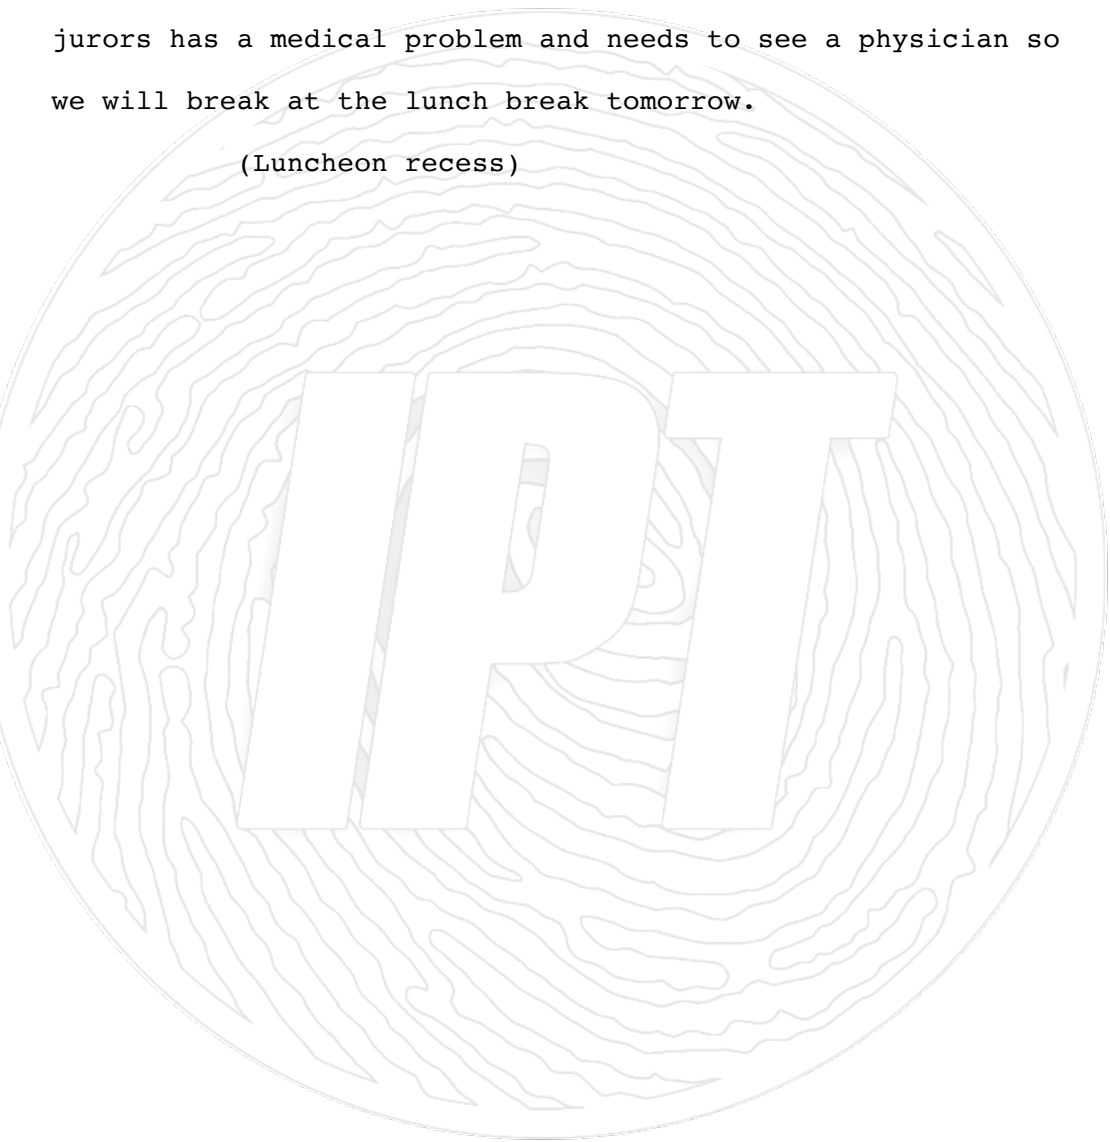 jurors has a medical problem and needs to see a physician so
we will break at the lunch break tomorrow.
(Luncheon recess)
IPT